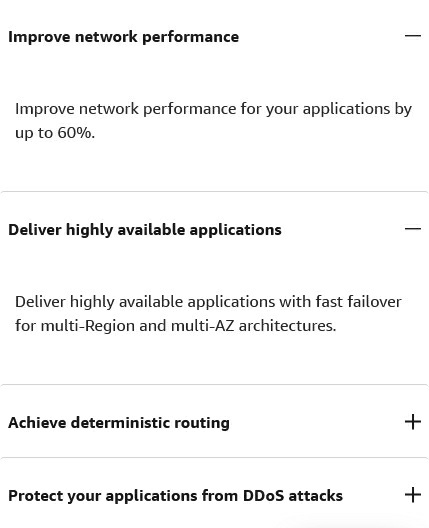 Improve network performance
Improve network performance for your applications by
up to 60%.
Deliver highly available applications
Deliver highly available applications with fast failover
for multi-Region and multi-AZ architectures.
Achieve deterministic routing
Protect your applications from DDoS attacks